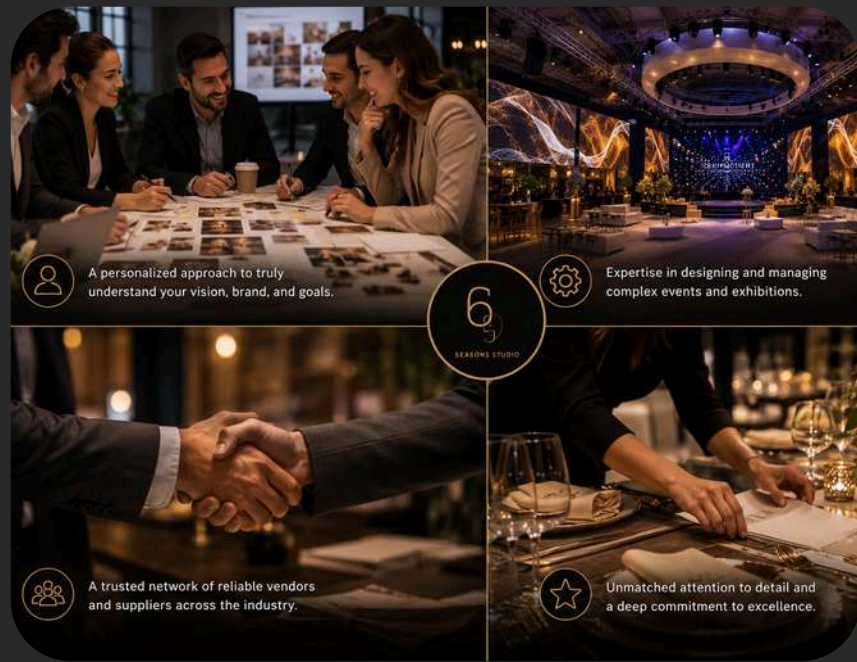 A personalized approach to truly
understand your vision, brand, and goals.
Expertise in designing and managing
complex events and exhibitions.
6
SEASONS STUDIO
A trusted network of reliable vendors
and suppliers across the industry.
Unmatched attention to detail and
a deep commitment to excellence.